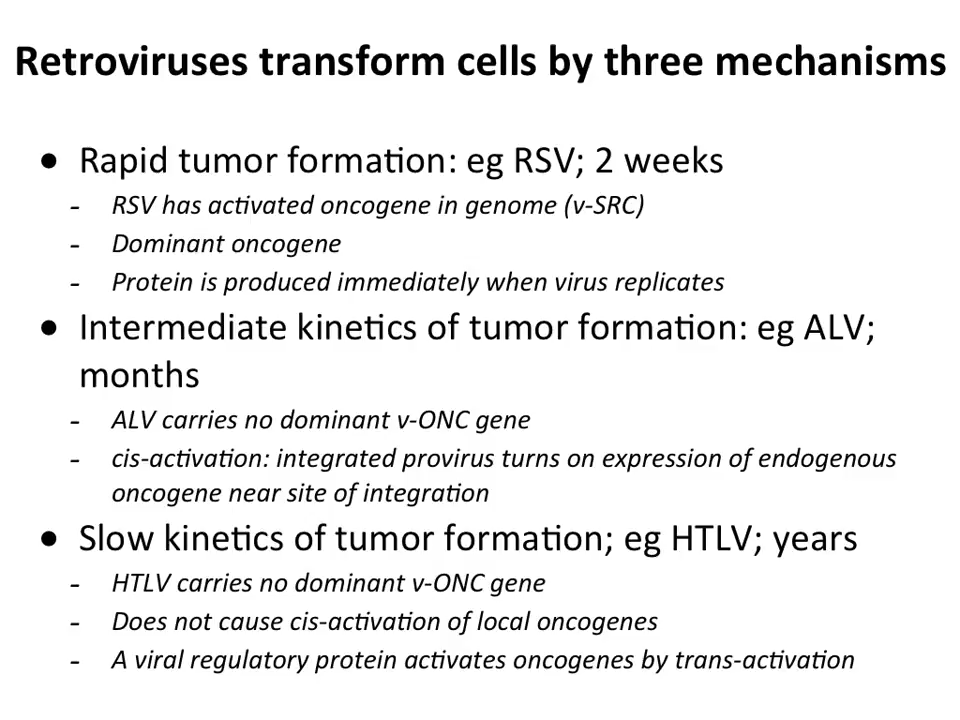 Retroviruses transform cells by three mechanisms
• Rapid tumor formation: eg RSV; 2 weeks
- RSV has activated oncogene in genome (v-SRC)
- Dominant oncogene
- Protein is produced immediately when virus replicates
• Intermediate kinetics of tumor formation: eg ALV;
months
- ALV carries no dominant v-ONC gene
- cis-activation: integrated provirus turns on expression of endogenous
oncogene near site of integration
• Slow kinetics of tumor formation; eg HTLV; years
- HTLV carries no dominant v-ONC gene
- Does not cause cis-activation of local oncogenes
- A viral regulatory protein activates oncogenes by trans-activation